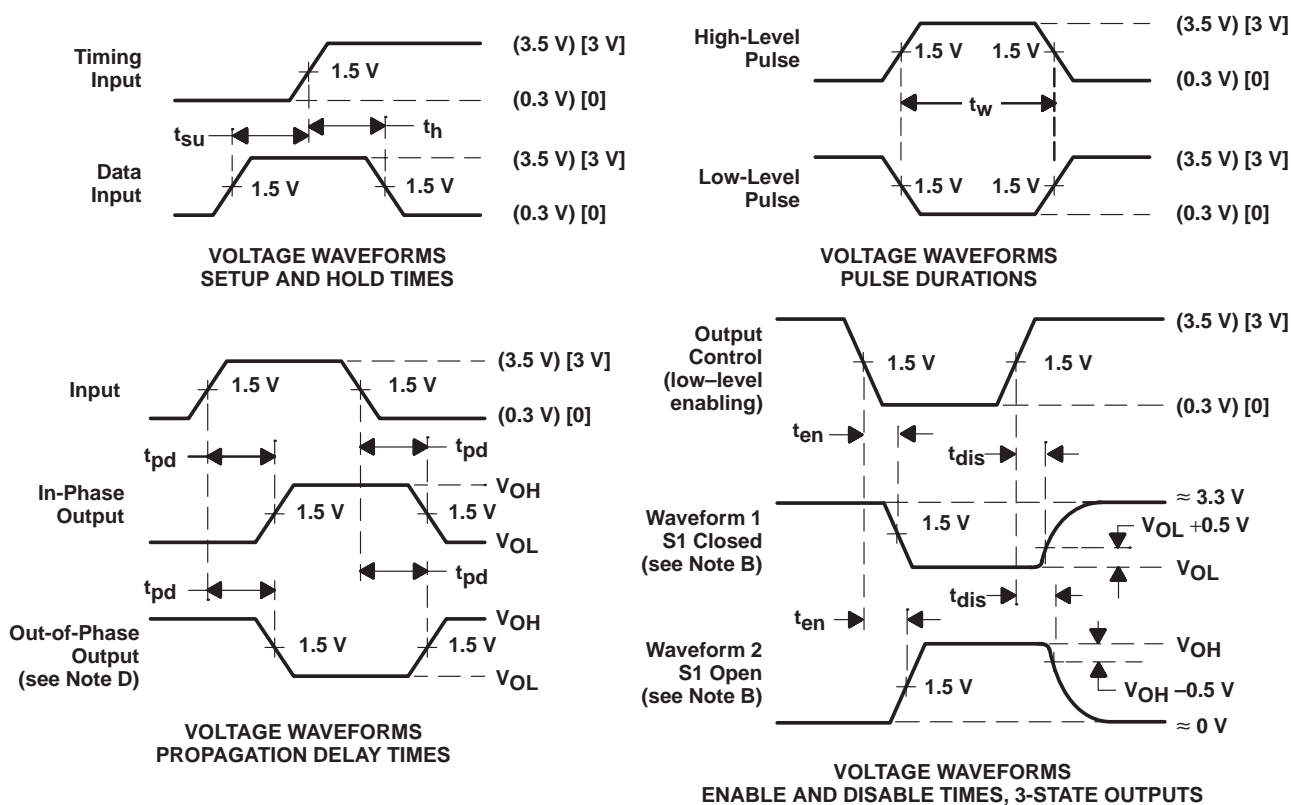 Timing
Input
1.5 V
(3.5 V) [3 V]
(0.3 V) [0]
tsu
th
Data
Input
1.5 V
1.5 V
(3.5 V) [3 V]
(0.3 V) [0]
VOLTAGE WAVEFORMS
SETUP AND HOLD TIMES
High-Level
Pulse
1.5 V
1.5 V
(3.5 V) [3 V]
(0.3 V) [0]
tw
Low-Level
Pulse
1.5 V
1.5 V
(3.5 V) [3 V]
(0.3 V) [0]
VOLTAGE WAVEFORMS
PULSE DURATIONS
Input
1.5 V
1.5 V
(3.5 V) [3 V]
(0.3 V) [0]
tpd
tpd
In-Phase
Output
1.5 V
1.5 V
VOH
VOL
tpd
tpd
Out-of-Phase
Output
(see Note D)
1.5 V
1.5 V
VOH
VOL
VOLTAGE WAVEFORMS
PROPAGATION DELAY TIMES
Output
Control
(low–level
enabling)
1.5 V
1.5 V
(3.5 V) [3 V]
(0.3 V) [0]
ten
tdis
Waveform 1
S1 Closed
(see Note B)
1.5 V
≈ 3.3 V
VOL +0.5 V
VOL
ten
tdis
Waveform 2
S1 Open
(see Note B)
1.5 V
VOH
VOH –0.5 V
≈ 0 V
VOLTAGE WAVEFORMS
ENABLE AND DISABLE TIMES, 3-STATE OUTPUTS